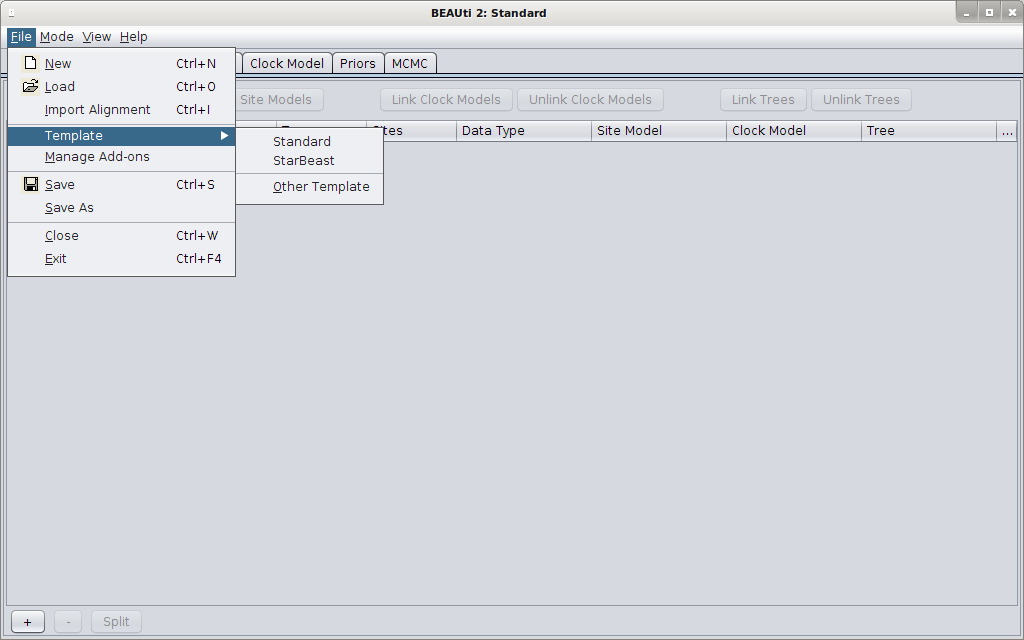 BEAUti 2: Standard
File Mode View Help
New Ctrl+N
Load Ctrl+O
Import Alignment Ctrl+I
Template
Manage Add-ons
Save Ctrl+S
Save As
Close Ctrl+W
Exit Ctrl+F4
Standard
StarBeast
Other Template
Clock Model Priors MCMC
Site Models Link Clock Models Unlink Clock Models Link Trees Unlink Trees
Data Type Site Model Clock Model Tree ...
+ - Split